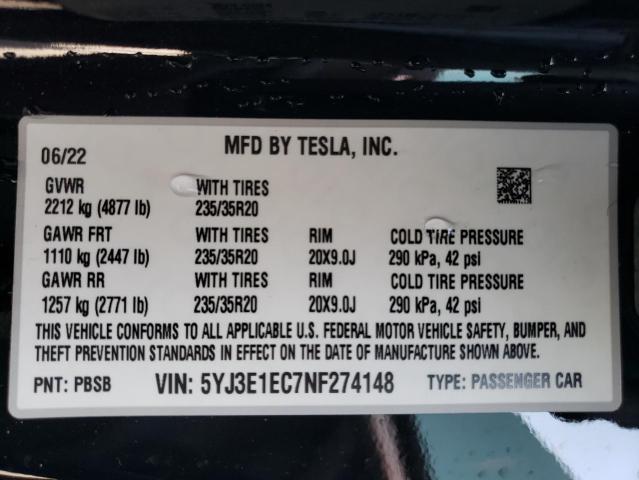 MFD BY TESLA, INC.
06/22
GVWR WITH TIRES
2212 kg (4877 lb) 235/35R20
GAWR FRT WITH TIRES RIM COLD TIRE PRESSURE
1110 kg (2447 lb) 235/35R20 20X9.0J 290 kPa, 42 psi
GAWR RR WITH TIRES RIM COLD TIRE PRESSURE
1257 kg (2771 lb) 235/35R20 20X9.0J 290 kPa, 42 psi
THIS VEHICLE CONFORMS TO ALL APPLICABLE U.S. FEDERAL MOTOR VEHICLE SAFETY, BUMPER, AND
THEFT PREVENTION STANDARDS IN EFFECT ON THE DATE OF MANUFACTURE SHOWN ABOVE.
PNT: PBSB VIN: 5YJ3E1EC7NF274148 TYPE: PASSENGER CAR